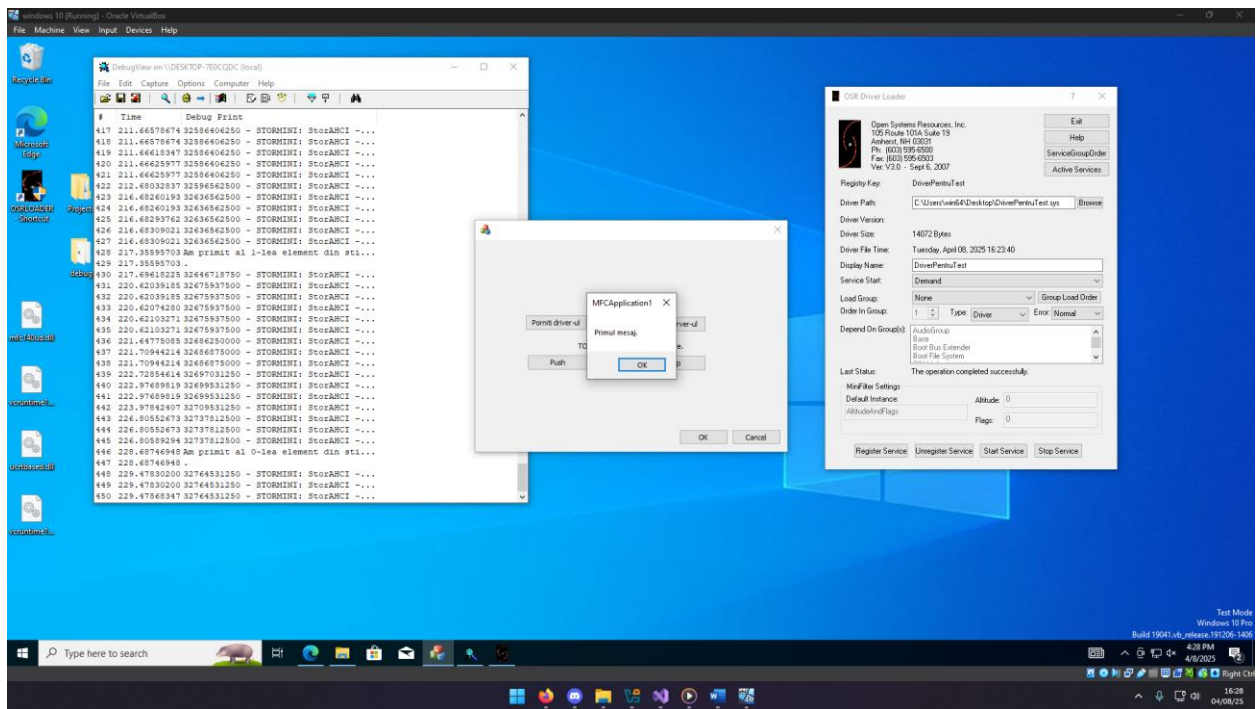 windows 10 [Running] - Oracle VirtualBox
File Machine View Input Devices Help
Recycle Bin
Microsoft Edge
OSRLOADER - Shortcut
Project
debug
mfc140ud.dll
ucrtbased.dll
DebugView on \\DESKTOP-7E0CQDC (local)
File Edit Capture Options Computer Help
# Time Debug Print
417 211.66578674 32586406250 - STORMINI: StorAHCI -...
418 211.66578674 32586406250 - STORMINI: StorAHCI -...
419 211.66618347 32586406250 - STORMINI: StorAHCI -...
420 211.66625977 32586406250 - STORMINI: StorAHCI -...
421 211.66625977 32586406250 - STORMINI: StorAHCI -...
422 212.68032837 32596562500 - STORMINI: StorAHCI -...
423 216.68260193 32636562500 - STORMINI: StorAHCI -...
424 216.68260193 32636562500 - STORMINI: StorAHCI -...
425 216.68293762 32636562500 - STORMINI: StorAHCI -...
426 216.68309021 32636562500 - STORMINI: StorAHCI -...
427 216.68309021 32636562500 - STORMINI: StorAHCI -...
428 217.35595703 Am primit al 1-lea element din sti...
429 217.35595703 .
430 217.69618225 32646718750 - STORMINI: StorAHCI -...
431 220.62039185 32675937500 - STORMINI: StorAHCI -...
432 220.62039185 32675937500 - STORMINI: StorAHCI -...
433 220.62074280 32675937500 - STORMINI: StorAHCI -...
434 220.62103271 32675937500 - STORMINI: StorAHCI -...
435 220.62103271 32675937500 - STORMINI: StorAHCI -...
436 221.64775085 32686250000 - STORMINI: StorAHCI -...
437 221.70944214 32686875000 - STORMINI: StorAHCI -...
438 221.70944214 32686875000 - STORMINI: StorAHCI -...
439 222.72854614 32697031250 - STORMINI: StorAHCI -...
440 222.97689819 32699531250 - STORMINI: StorAHCI -...
441 222.97689819 32699531250 - STORMINI: StorAHCI -...
442 223.97842407 32709531250 - STORMINI: StorAHCI -...
443 226.80552673 32737812500 - STORMINI: StorAHCI -...
444 226.80552673 32737812500 - STORMINI: StorAHCI -...
445 226.80589294 32737812500 - STORMINI: StorAHCI -...
446 228.68746948 Am primit al 0-lea element din sti...
447 228.68746948 .
448 229.47830200 32764531250 - STORMINI: StorAHCI -...
449 229.47830200 32764531250 - STORMINI: StorAHCI -...
450 229.47868347 32764531250 - STORMINI: StorAHCI -...
Porniti driver-ul
Push
OK Cancel
MFCApplication1
Primul mesaj.
OK
OSR Driver Loader
Open Systems Resources, Inc.
105 Route 101A Suite 19
Amherst, NH 03031
Ph: (603) 595-6500
Fax: (603) 595-6503
Ver: V3.0 - Sept 6, 2007
Exit
Help
ServiceGroupOrder
Active Services
Registry Key: DriverPentruTest
Driver Path: C:\Users\win64\Desktop\DriverPentruTest.sys Browse
Driver Version:
Driver Size: 14072 Bytes
Driver File Time: Tuesday, April 08, 2025 16:23:40
Display Name: DriverPentruTest
Service Start: Demand
Load Group: None Group Load Order
Order In Group: 1 Type: Driver Error: Normal
Depend On Group(s): AudioGroup
Base
Boot Bus Extender
Boot File System
Last Status: The operation completed successfully.
MiniFilter Settings
Default Instance: Altitude: 0
AltitudeAndFlags
Flags: 0
Register Service Unregister Service Start Service Stop Service
Test Mode
Windows 10 Pro
Build 19041.vb_release.191206-1406
Type here to search
4:28 PM
4/8/2025
Right Ctrl
16:28
04/08/25